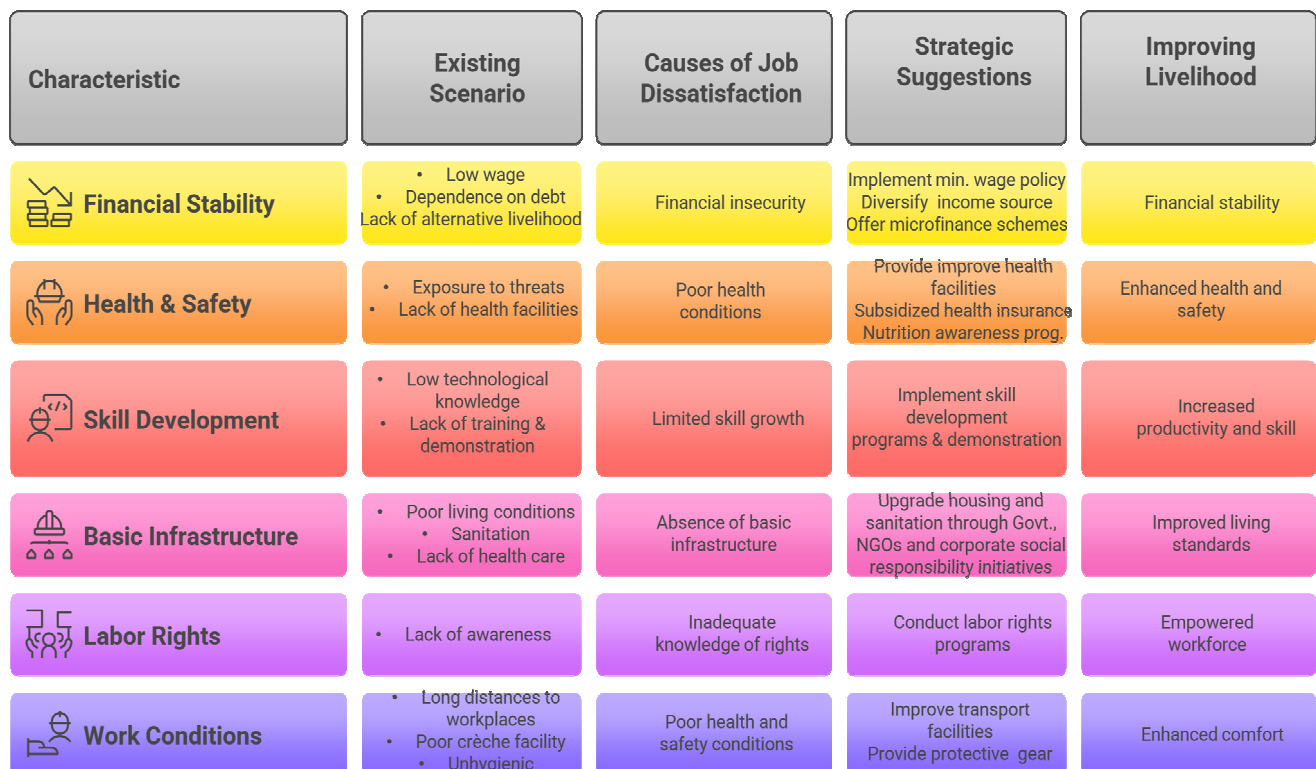 Characteristic
Existing
Scenario
Causes of Job
Dissatisfaction
Strategic
Suggestions
Improving
Livelihood
Financial Stability
• Low wage
• Dependence on debt
Lack of alternative livelihood
Financial insecurity
Implement min. wage policy
Diversify income source
Offer microfinance schemes
Financial stability
Health & Safety
• Exposure to threats
• Lack of health facilities
Poor health
conditions
Provide improve health
facilities
Subsidized health insurance
Nutrition awareness prog.
Enhanced health and
safety
Skill Development
• Low technological
knowledge
• Lack of training &
demonstration
Limited skill growth
Implement skill
development
programs & demonstration
Increased
productivity and skill
Basic Infrastructure
• Poor living conditions
• Sanitation
• Lack of health care
Absence of basic
infrastructure
Upgrade housing and
sanitation through Govt.,
NGOs and corporate social
responsibility initiatives
Improved living
standards
Labor Rights
• Lack of awareness
Inadequate
knowledge of rights
Conduct labor rights
programs
Empowered
workforce
Work Conditions
• Long distances to
workplaces
• Poor crèche facility
• Unhygienic
Poor health and
safety conditions
Improve transport
facilities
Provide protective gear
Enhanced comfort